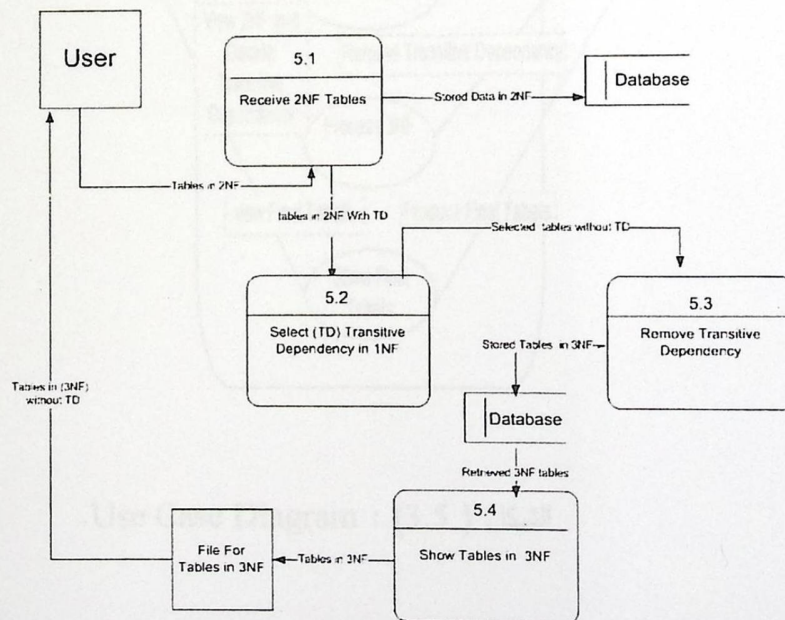 User
5.1
Receive 2NF Tables
Stored Data in 2NF
Database
Tables in 2NF
tables in 2NF With TD
Selected tables without TD
5.2
Select (TD) Transitive
Dependency in 1NF
5.3
Remove Transitive
Dependency
Stored Tables in 3NF
Tables in (3NF)
without TD
Database
Retrieved 3NF tables
5.4
Show Tables in 3NF
Tables in 3NF
File For
Tables in 3NF
Use Case Diagram : (3.5)